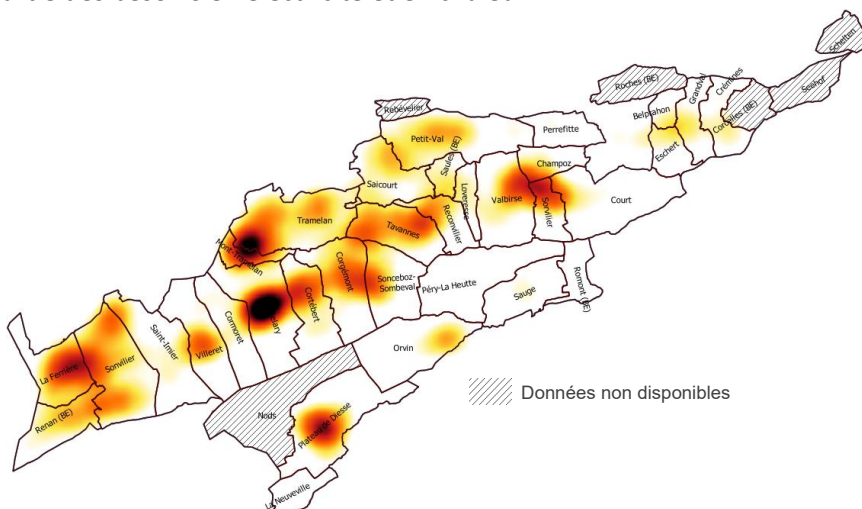 Schelten
Seehof
Roches (BE)
Grandval
Crémines
Corcelles (BE)
Belprahon
Eschert
Rebévelier
Perrefitte
Petit-Val
Saules (BE)
Champoz
Saicourt
Loveresse
Valbirse
Sorvilier
Court
Tramelan
Tavannes
Reconvilier
Mont-Tramelan
Corgémont
Sonceboz-
Sombeval
Péry-La Heutte
Sauge
Romont (BE)
Cortébert
Cormoret
Villeret
Saint-Imier
Sonvilier
La Ferrière
Renan (BE)
Orvin
Nods
Plateau de Diesse
La Neuveville
Données non disponibles